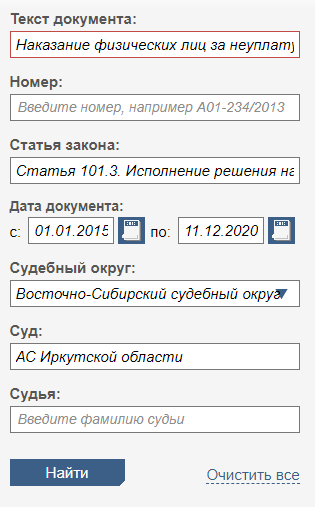 Текст документа:
Наказание физических лиц за неуплату
Номер:
Введите номер, например А01-234/2013
Статья закона:
Статья 101.3. Исполнение решения на
Дата документа:
с: 01.01.2015 по: 11.12.2020
Судебный округ:
Восточно-Сибирский судебный округ
Суд:
АС Иркутской области
Судья:
Введите фамилию судьи
Найти Очистить все